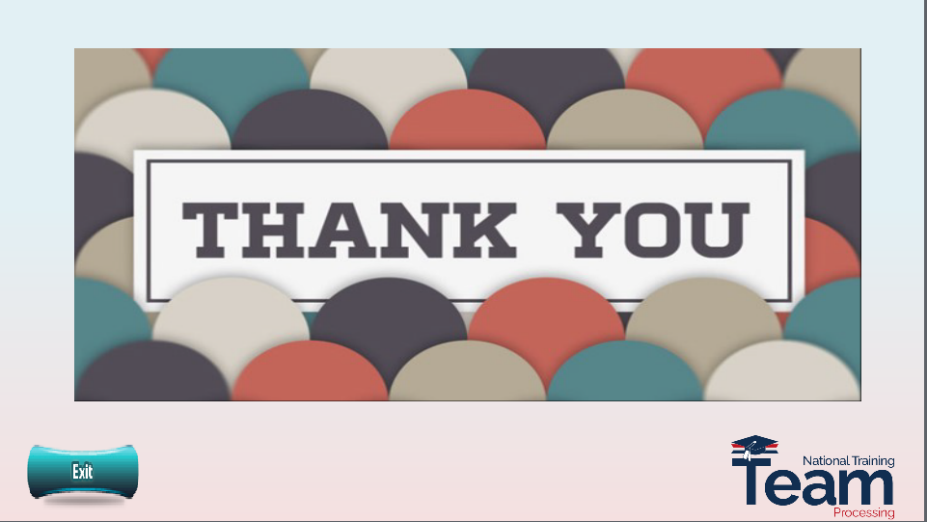 THANK YOU
Exit
National Training
Team
Processing